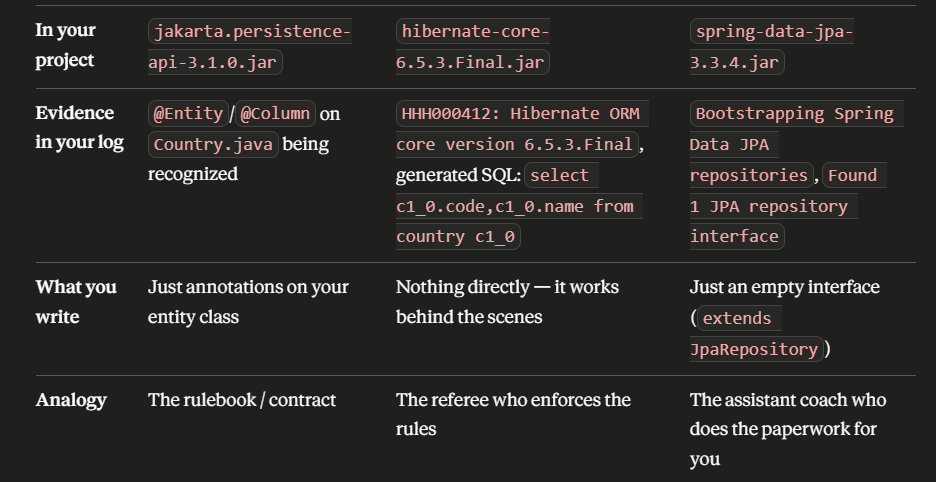 In your project
jakarta.persistence-api-3.1.0.jar
hibernate-core-6.5.3.Final.jar
spring-data-jpa-3.3.4.jar
Evidence in your log
@Entity/@Column on
Country.java being
recognized
HHH000412: Hibernate ORM
core version 6.5.3.Final,
generated SQL: select
c1_0.code,c1_0.name from
country c1_0
Bootstrapping Spring
Data JPA
repositories, Found
1 JPA repository
interface
What you write
Just annotations on your
entity class
Nothing directly — it works
behind the scenes
Just an empty interface
(extends
JpaRepository)
Analogy
The rulebook / contract
The referee who enforces the
rules
The assistant coach who
does the paperwork for
you